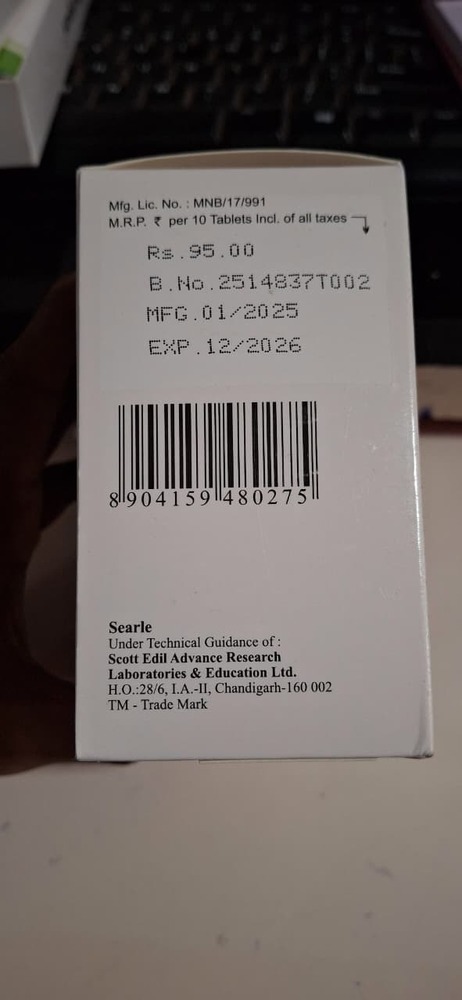 Mfg. Lic. No. : MNB/17/991
M.R.P. ₹ per 10 Tablets Incl. of all taxes
Rs.95.00
B.No.2514837T002
MFG.01/2025
EXP.12/2026
8 904159 480275
Searle
Under Technical Guidance of :
Scott Edil Advance Research
Laboratories & Education Ltd.
H.O.:28/6, I.A.-II, Chandigarh-160 002
TM - Trade Mark